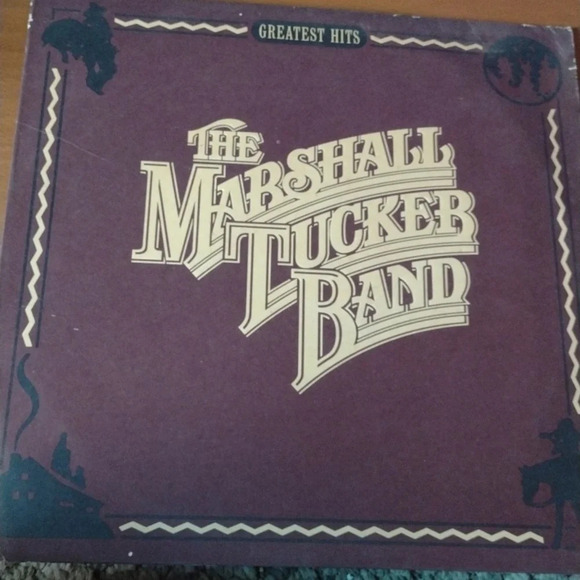 GREATEST HITS
THE
MARSHALL
TUCKER
BAND